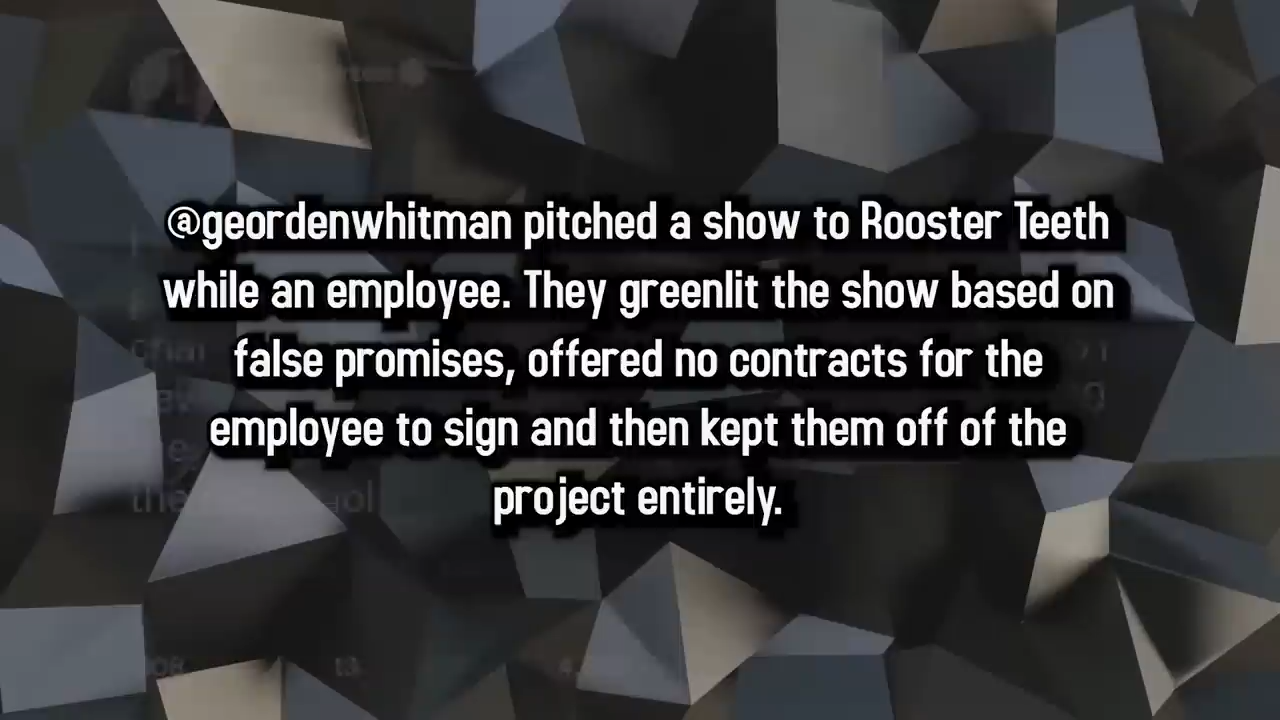 @geordenwhitman pitched a show to Rooster Teeth
while an employee. They greenlit the show based on
false promises, offered no contracts for the
employee to sign and then kept them off of the
project entirely.